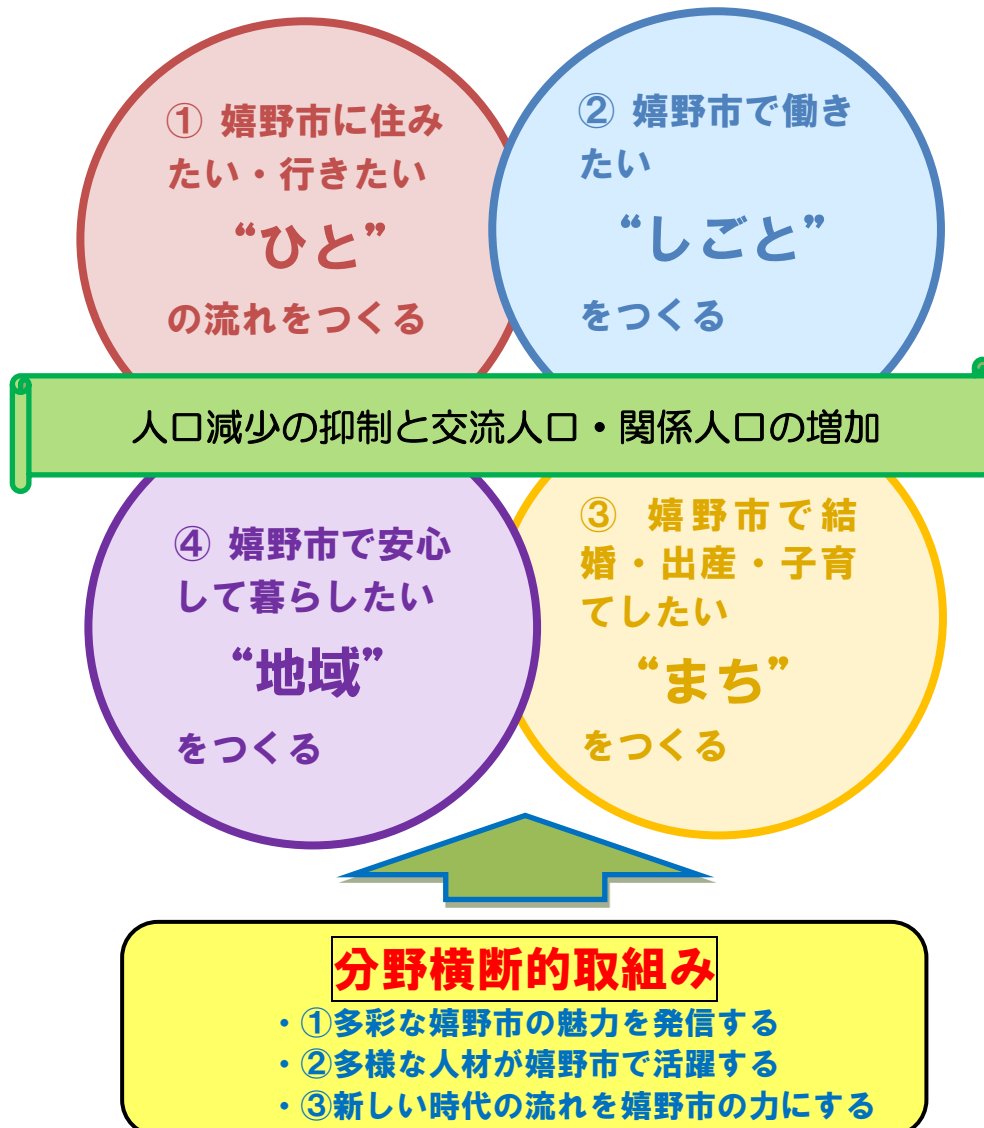 ① 嬉野市に住み
たい・行きたい
“ひと”
の流れをつくる
② 嬉野市で働き
たい
“しごと”
をつくる
人口減少の抑制と交流人口・関係人口の増加
④ 嬉野市で安心
して暮らしたい
“地域”
をつくる
③ 嬉野市で結
婚・出産・子育
てしたい
“まち”
をつくる
分野横断的取組み
・①多彩な嬉野市の魅力を発信する
・②多様な人材が嬉野市で活躍する
・③新しい時代の流れを嬉野市の力にする